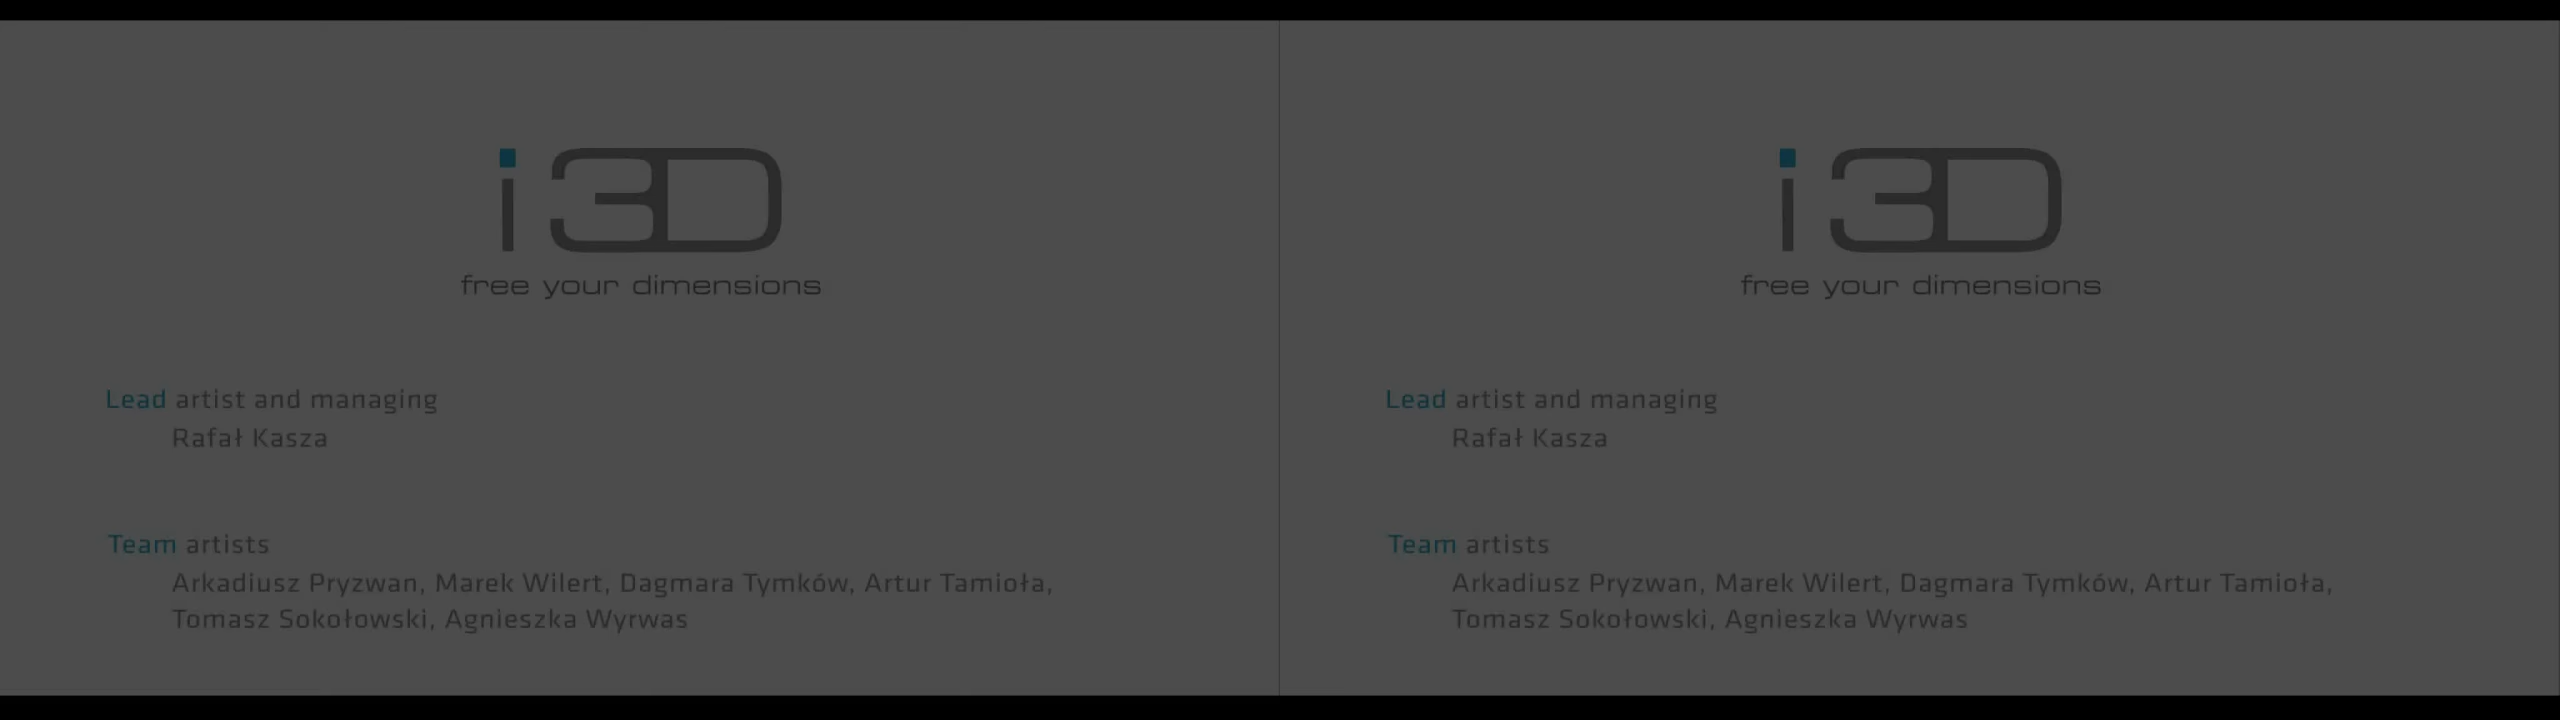 i3D
free your dimensions
Lead artist and managing
Rafał Kasza
Team artists
Arkadiusz Pryzwan, Marek Wilert, Dagmara Tymków, Artur Tamioła,
Tomasz Sokołowski, Agnieszka Wyrwas
i3D
free your dimensions
Lead artist and managing
Rafał Kasza
Team artists
Arkadiusz Pryzwan, Marek Wilert, Dagmara Tymków, Artur Tamioła,
Tomasz Sokołowski, Agnieszka Wyrwas